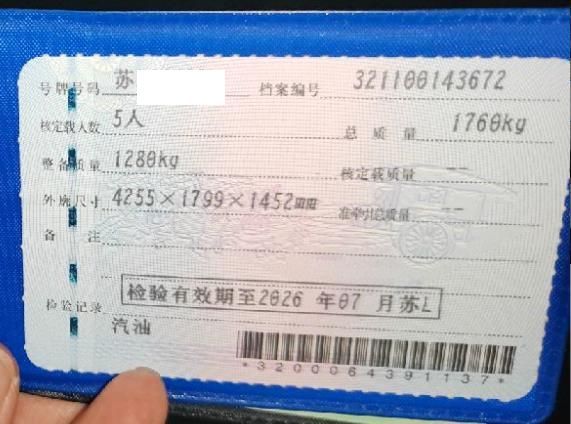 号牌号码 苏 档案编号 321100143672
核定载人数 5人 总质量 1760kg
整备质量 1280kg 核定载质量 --
外廓尺寸 4255×1799×1452mm 准牵引总质量 --
备注
检验记录 检验有效期至2026 年07 月苏L
汽油
*3200064391137*